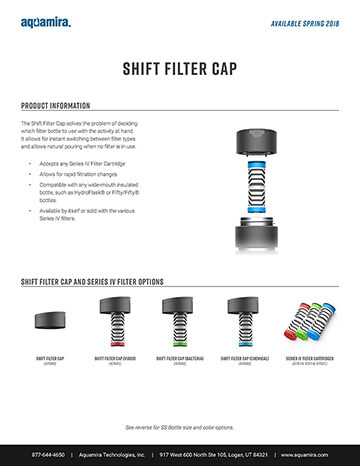 aquamira.
AVAILABLE SPRING 2018
SHIFT FILTER CAP
PRODUCT INFORMATION
The Shift Filter Cap solves the problem of deciding
which filter bottle to use with the activity at hand.
It allows for instant switching between filter types
and allows natural pouring when no filter is in use.
• Accepts any Series IV Filter Cartridge
• Allows for rapid filtration changes
• Compatible with any wide-mouth insulated
bottle, such as HydroFlask® or Fifty/Fifty®
bottles.
• Available by itself or sold with the various
Series IV filters.
SHIFT FILTER CAP AND SERIES IV FILTER OPTIONS
SHIFT FILTER CAP
SHIFT FILTER CAP (VIRUS)
SHIFT FILTER CAP (BACTERIA)
SHIFT FILTER CAP (CHEMICAL)
SERIES IV FILTER CARTRIDGES
See reverse for SS Bottle size and color options.
877-644-4650 | Aquamira Technologies, Inc. | 917 West 600 North Ste 105, Logan, UT 84321 | www.aquamira.com